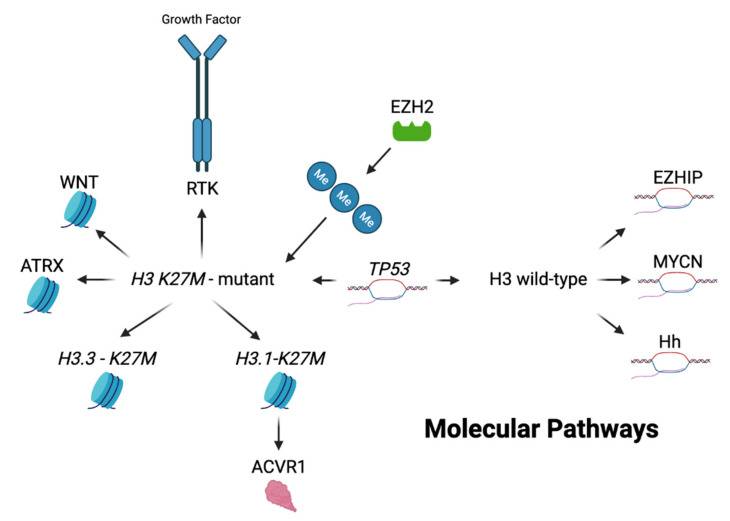 Growth Factor
EZH2
Me
Me
Me
WNT
RTK
EZHIP
ATRX
H3 K27M - mutant
TP53
H3 wild-type
MYCN
H3.3 - K27M
H3.1-K27M
Hh
Molecular Pathways
ACVR1